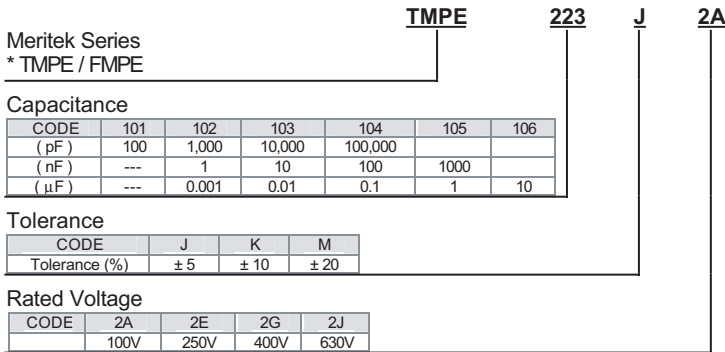 TMPE 223 J 2A
Meritek Series
* TMPE / FMPE
Capacitance
CODE 101 102 103 104 105 106
( pF ) 100 1,000 10,000 100,000
( nF ) --- 1 10 100 1000
( μF ) --- 0.001 0.01 0.1 1 10
Tolerance
CODE J K M
Tolerance (%) ± 5 ± 10 ± 20
Rated Voltage
CODE 2A 2E 2G 2J
100V 250V 400V 630V